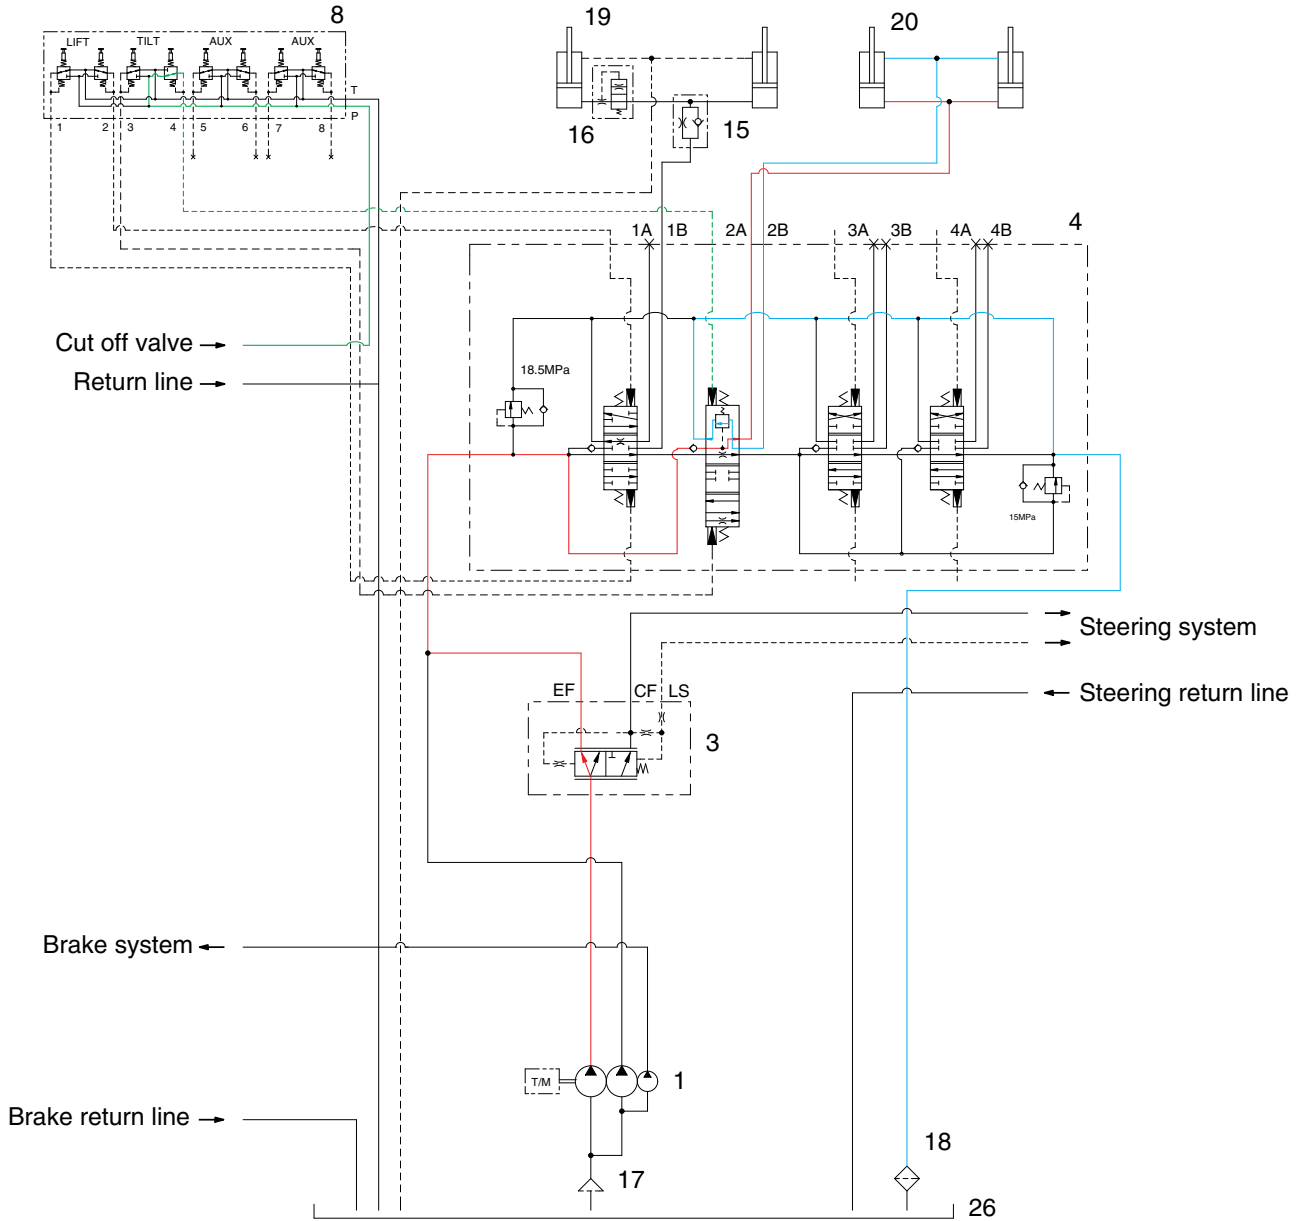 8
19
20
LIFT TILT AUX AUX
T
P
1 2 3 4 5 6 7 8
16
15
1A 1B 2A 2B 3A 3B 4A 4B
4
Cut off valve
18.5MPa
Return line
15MPa
Steering system
EF CF LS
Steering return line
3
Brake system
T/M
1
Brake return line
18
17
26